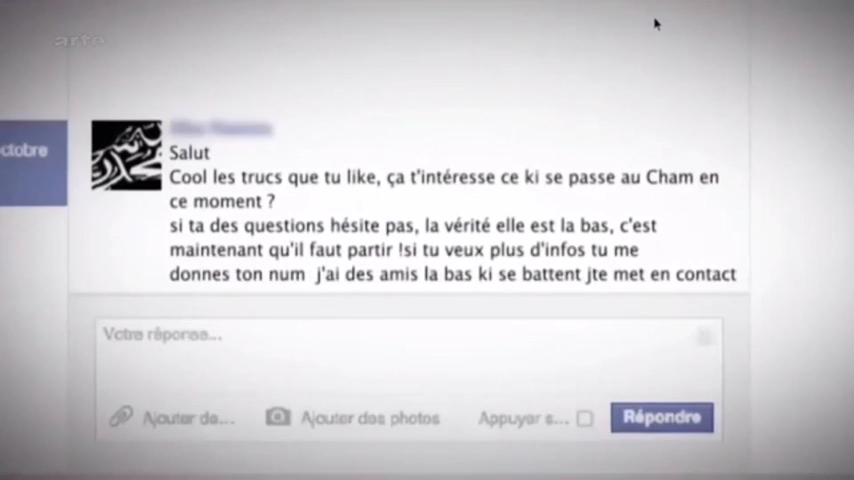 arte
ctobre
Salut
Cool les trucs que tu like, ça t'intéresse ce ki se passe au Cham en
ce moment ?
si ta des questions hésite pas, la vérité elle est la bas, c'est
maintenant qu'il faut partir !si tu veux plus d'infos tu me
donnes ton num j'ai des amis la bas ki se battent jte met en contact
Votre réponse...
Ajouter de... Ajouter des photos Appuyer s... Répondre